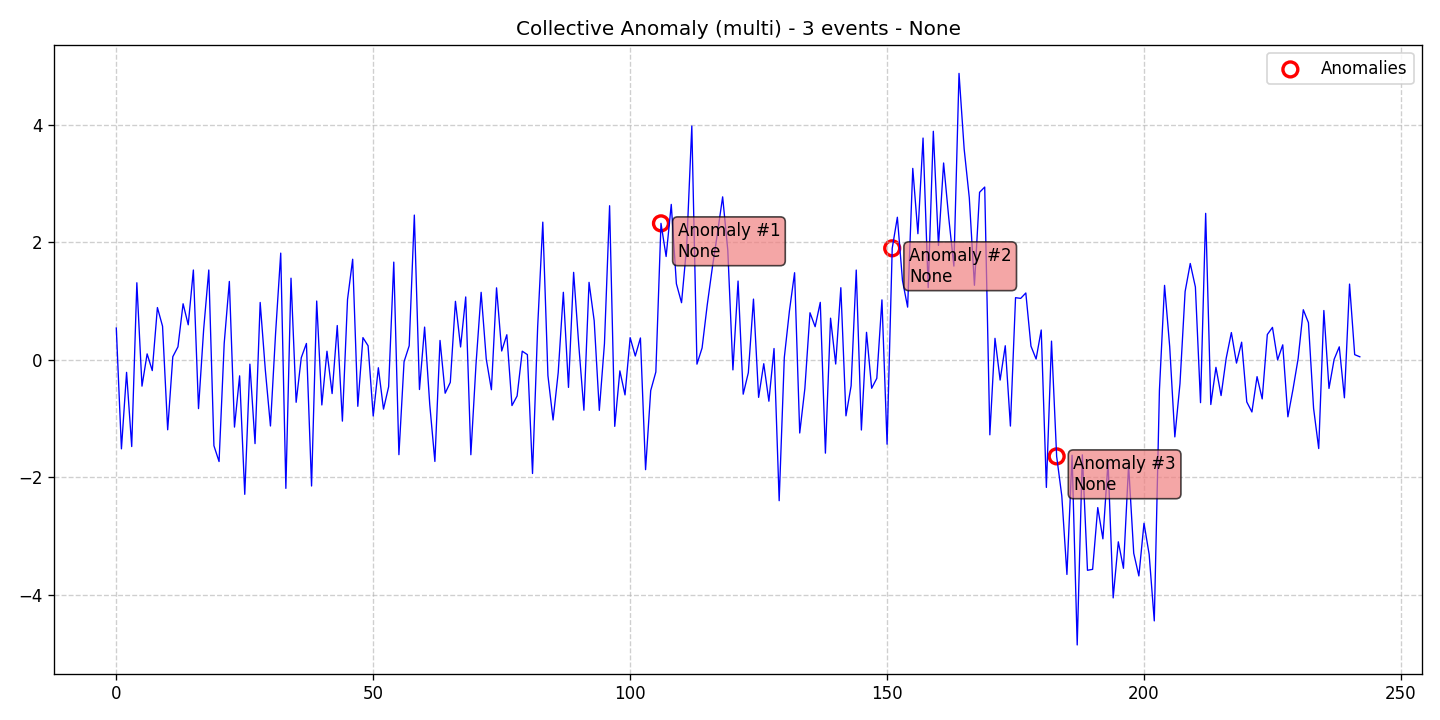 Collective Anomaly (multi) - 3 events - None
Anomalies
4
2
0
−2
−4
Anomaly #1
None
Anomaly #2
None
Anomaly #3
None
0
50
100
150
200
250